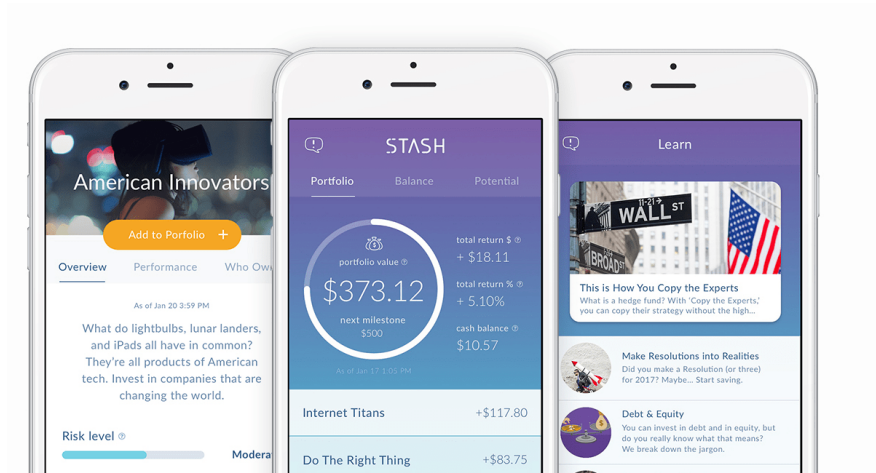 American Innovators
Add to Porfolio +
Overview Performance Who Own
As of Jan 20 3:59 PM
What do lightbulbs, lunar landers,
and iPads all have in common?
They're all products of American
tech. Invest in companies that are
changing the world.
Risk level ?
Modera
STASH
Portfolio Balance Potential
portfolio value ?
$373.12
next milestone
$500
As of Jan 17 1:05 PM
total return $ ?
+ $18.11
total return % ?
+ 5.10%
cash balance ?
$10.57
Internet Titans +$117.80
Do The Right Thing +$83.75
Learn
11-21→
WALL ST
BROAD ST
This is How You Copy the Experts
What is a hedge fund? With 'Copy the Experts,'
you can copy their strategy without the high...
Make Resolutions into Realities
Did you make a Resolution (or three)
for 2017? Maybe... Start saving.
Debt & Equity
You can invest in debt and in equity, but
do you really know what that means?
We break down the jargon.